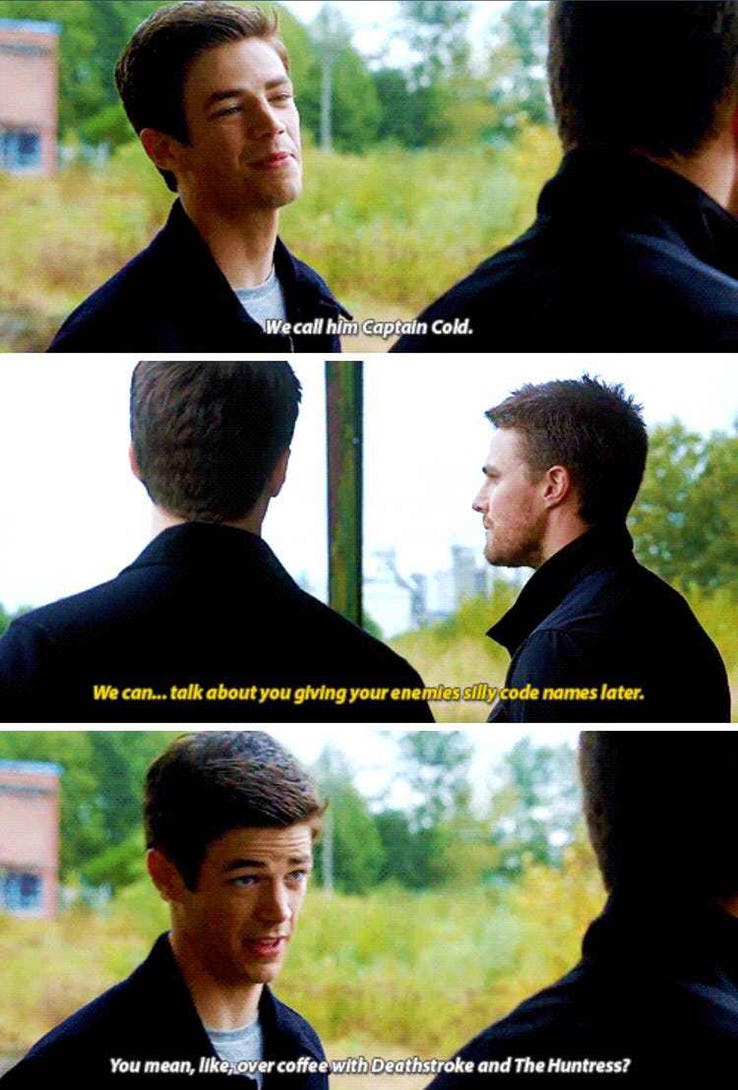 We call him Captain Cold.
We can... talk about you giving your enemies silly code names later.
You mean, like, over coffee with Deathstroke and The Huntress?